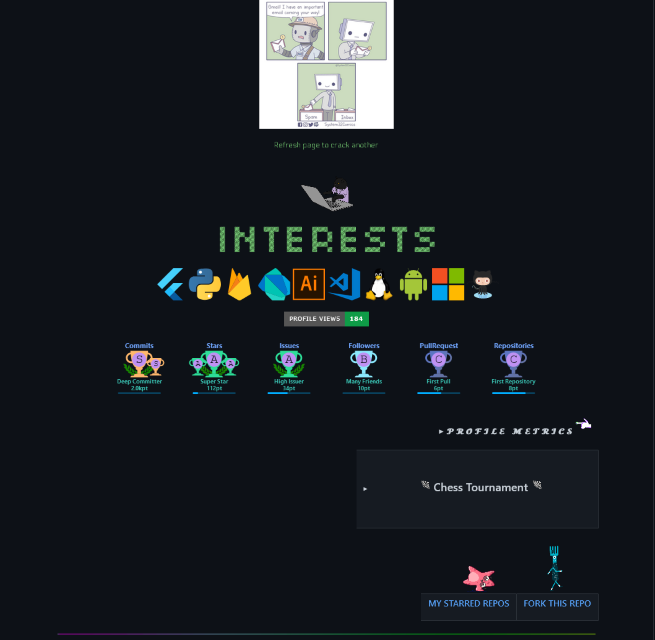 Gmail I have an important
email coming your way!
Spam
Inbox
Refresh page to crack another
INTERESTS
Ai
PROFILE VIEWS 184
Commits Stars Issues Followers PullRequest Repositories
S S A A A A B C C
Deep Committer Super Star High Issuer Many Friends First Pull First Repository
2.0kpt 112pt 34pt 10pt 6pt 8pt
▸ PROFILE METRICS
▸ Chess Tournament
MY STARRED REPOS FORK THIS REPO